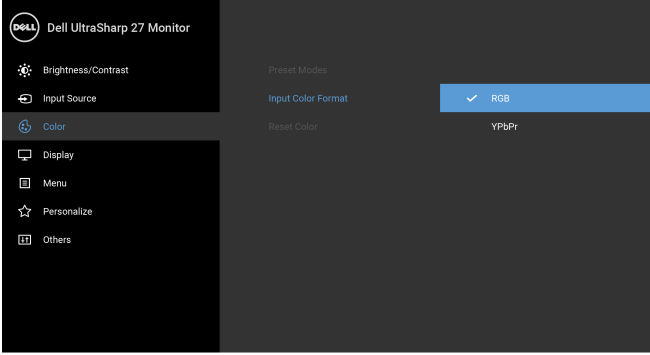 DELL Dell UltraSharp 27 Monitor
Brightness/Contrast
Preset Modes
Input Source
Input Color Format
RGB
Color
Reset Color
YPbPr
Display
Menu
Personalize
Others